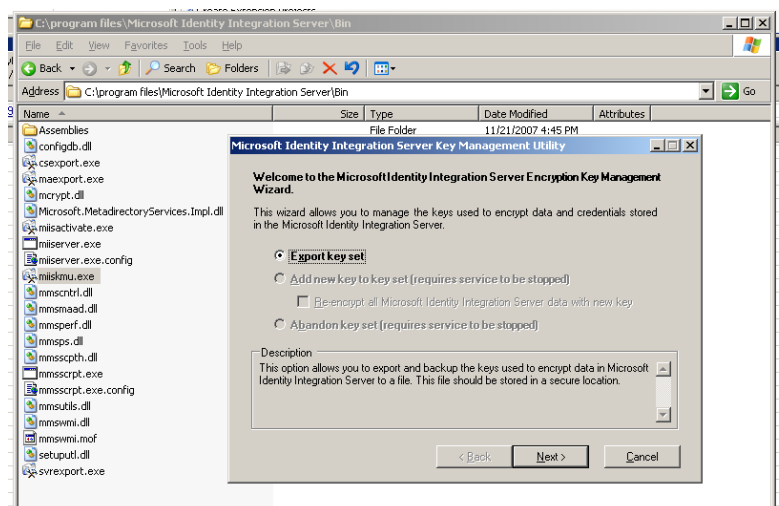 C:\program files\Microsoft Identity Integration Server\Bin
File Edit View Favorites Tools Help
Back Search Folders
Address C:\program files\Microsoft Identity Integration Server\Bin Go
Name Size Type Date Modified Attributes
Assemblies File Folder 11/21/2007 4:45 PM
configdb.dll
csexport.exe
maexport.exe
mcrypt.dll
Microsoft.MetadirectoryServices.Impl.dll
miisactivate.exe
miiserver.exe
miiserver.exe.config
miiskmu.exe
mmscntrl.dll
mmsmaad.dll
mmsperf.dll
mmsps.dll
mmsscpth.dll
mmsscrpt.exe
mmsscrpt.exe.config
mmsutils.dll
mmswmi.dll
mmswmi.mof
setuputl.dll
svrexport.exe
Microsoft Identity Integration Server Key Management Utility
Welcome to the Microsoft Identity Integration Server Encryption Key Management
Wizard.
This wizard allows you to manage the keys used to encrypt data and credentials stored
in the Microsoft Identity Integration Server.
Export key set
Add new key to key set (requires service to be stopped)
Re-encrypt all Microsoft Identity Integration Server data with new key
Abandon key set (requires service to be stopped)
Description
This option allows you to export and backup the keys used to encrypt data in Microsoft
Identity Integration Server to a file. This file should be stored in a secure location.
< Back Next > Cancel